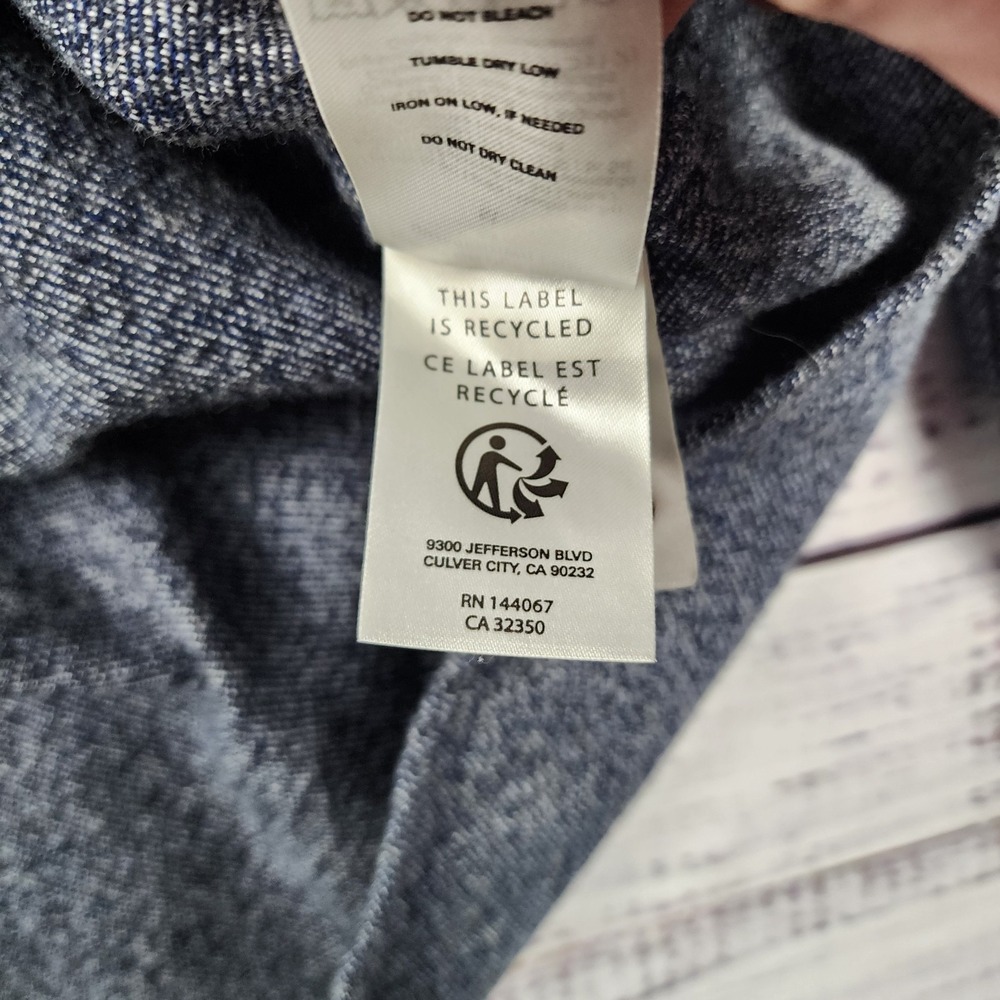 DO NOT BLEACH
TUMBLE DRY LOW
IRON ON LOW, IF NEEDED
DO NOT DRY CLEAN
THIS LABEL
IS RECYCLED
CE LABEL EST
RECYCLÉ
9300 JEFFERSON BLVD
CULVER CITY, CA 90232
RN 144067
CA 32350